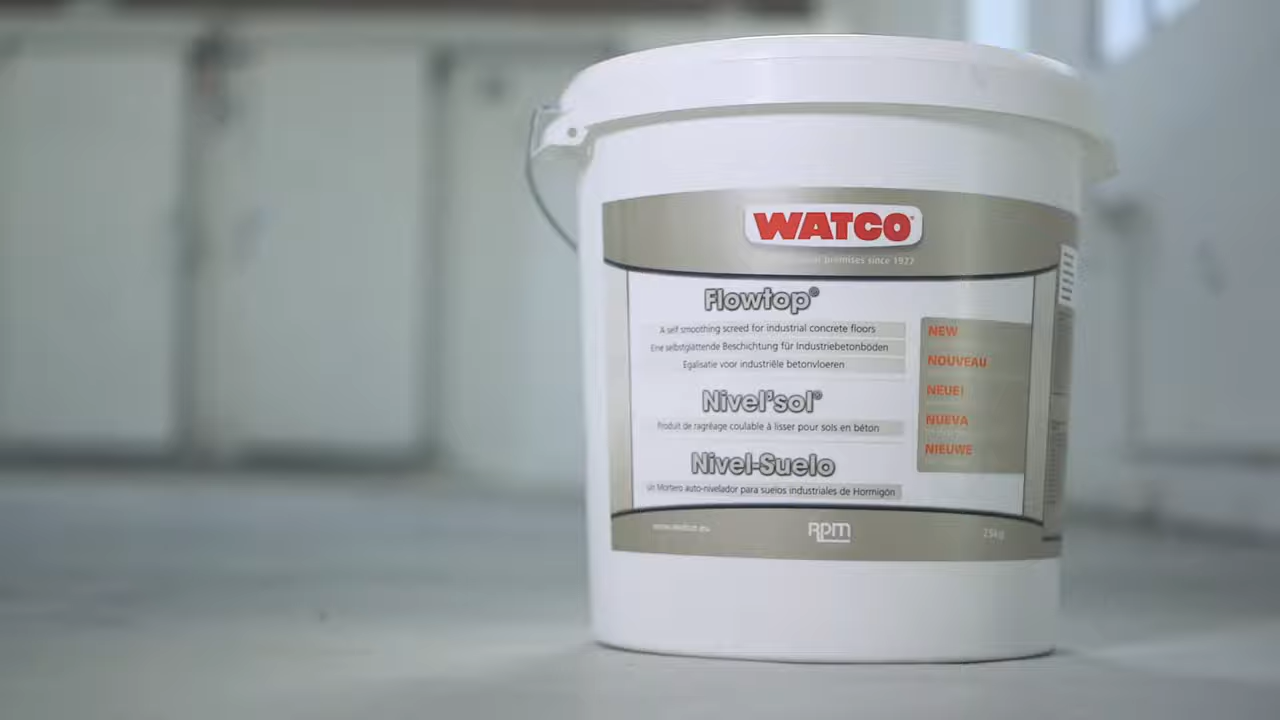 WATCO®
premises since 1927
Flowtop®
A self smoothing screed for industrial concrete floors
Eine selbstglättende Beschichtung für Industriebetonböden
Egalisatie voor industriële betonvloeren
Nivel'sol®
Produit de ragréage coulable à lisser pour sols en béton
Nivel-Suelo
un Mortero auto-nivelador para suelos industriales de Hormigón
NEW
NOUVEAU
NEUE!
NUEVA
NIEUWE
rpm
25kg